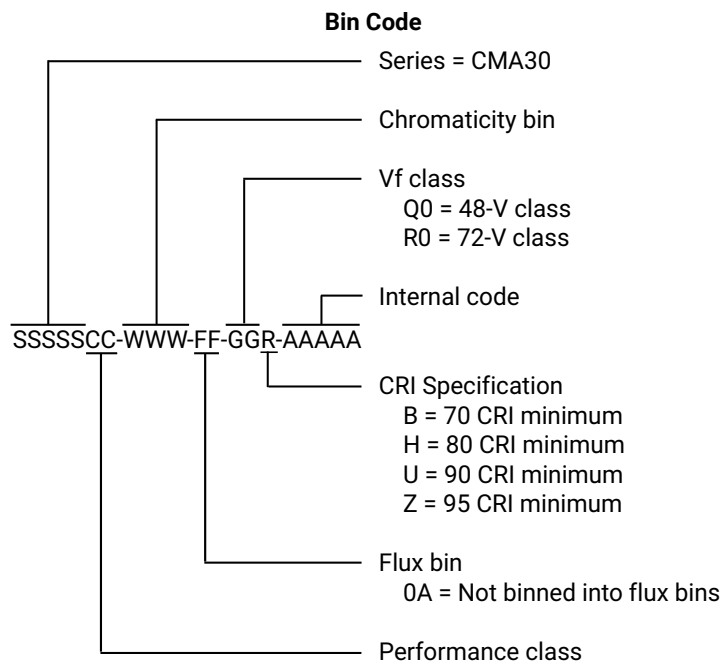 Bin Code
Series = CMA30
Chromaticity bin
Vf class
Q0 = 48-V class
R0 = 72-V class
Internal code
SSSSSCC-WWW-FF-GGR-AAAAA
CRI Specification
B = 70 CRI minimum
H = 80 CRI minimum
U = 90 CRI minimum
Z = 95 CRI minimum
Flux bin
0A = Not binned into flux bins
Performance class